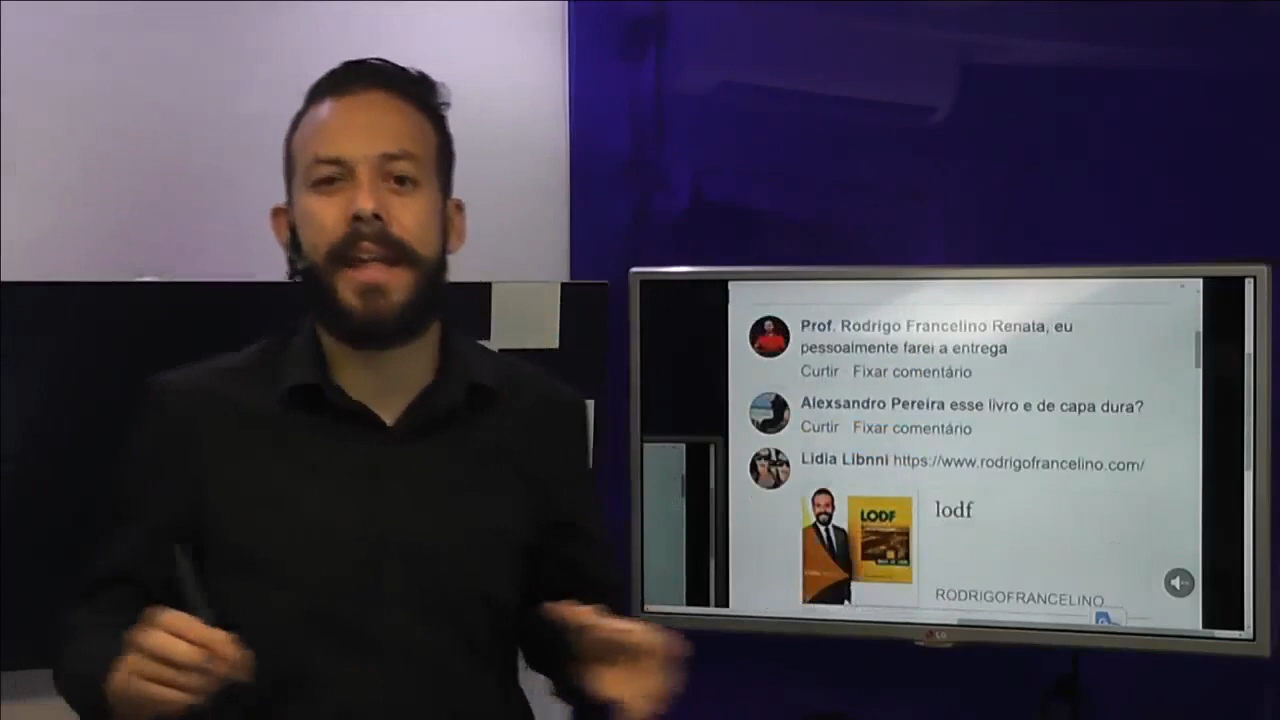 Prof. Rodrigo Francelino Renata, eu
pessoalmente farei a entrega
Curtir Fixar comentário
Alexsandro Pereira esse livro e de capa dura?
Curtir Fixar comentário
Lidia Libnni https://www.rodrigofrancelino.com/
LODF
lodf
RODRIGOFRANCELINO
LG